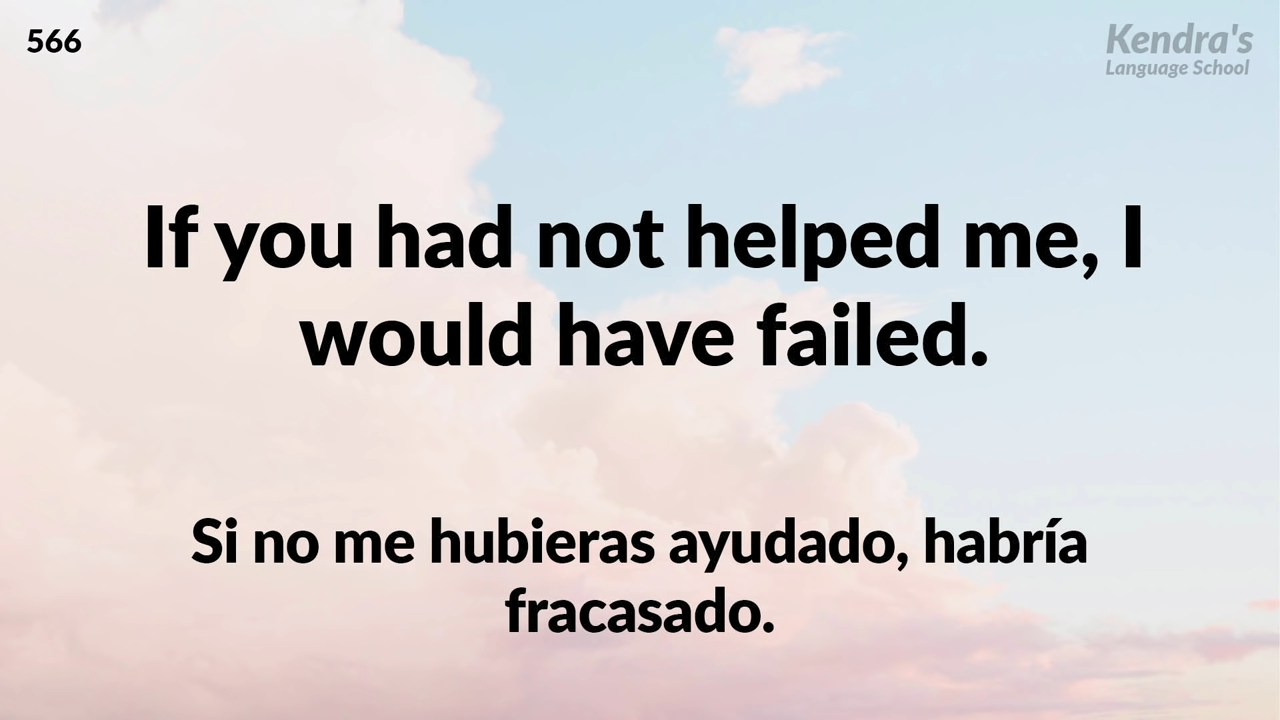 566
Kendra's
Language School
If you had not helped me, I
would have failed.
Si no me hubieras ayudado, habría
fracasado.